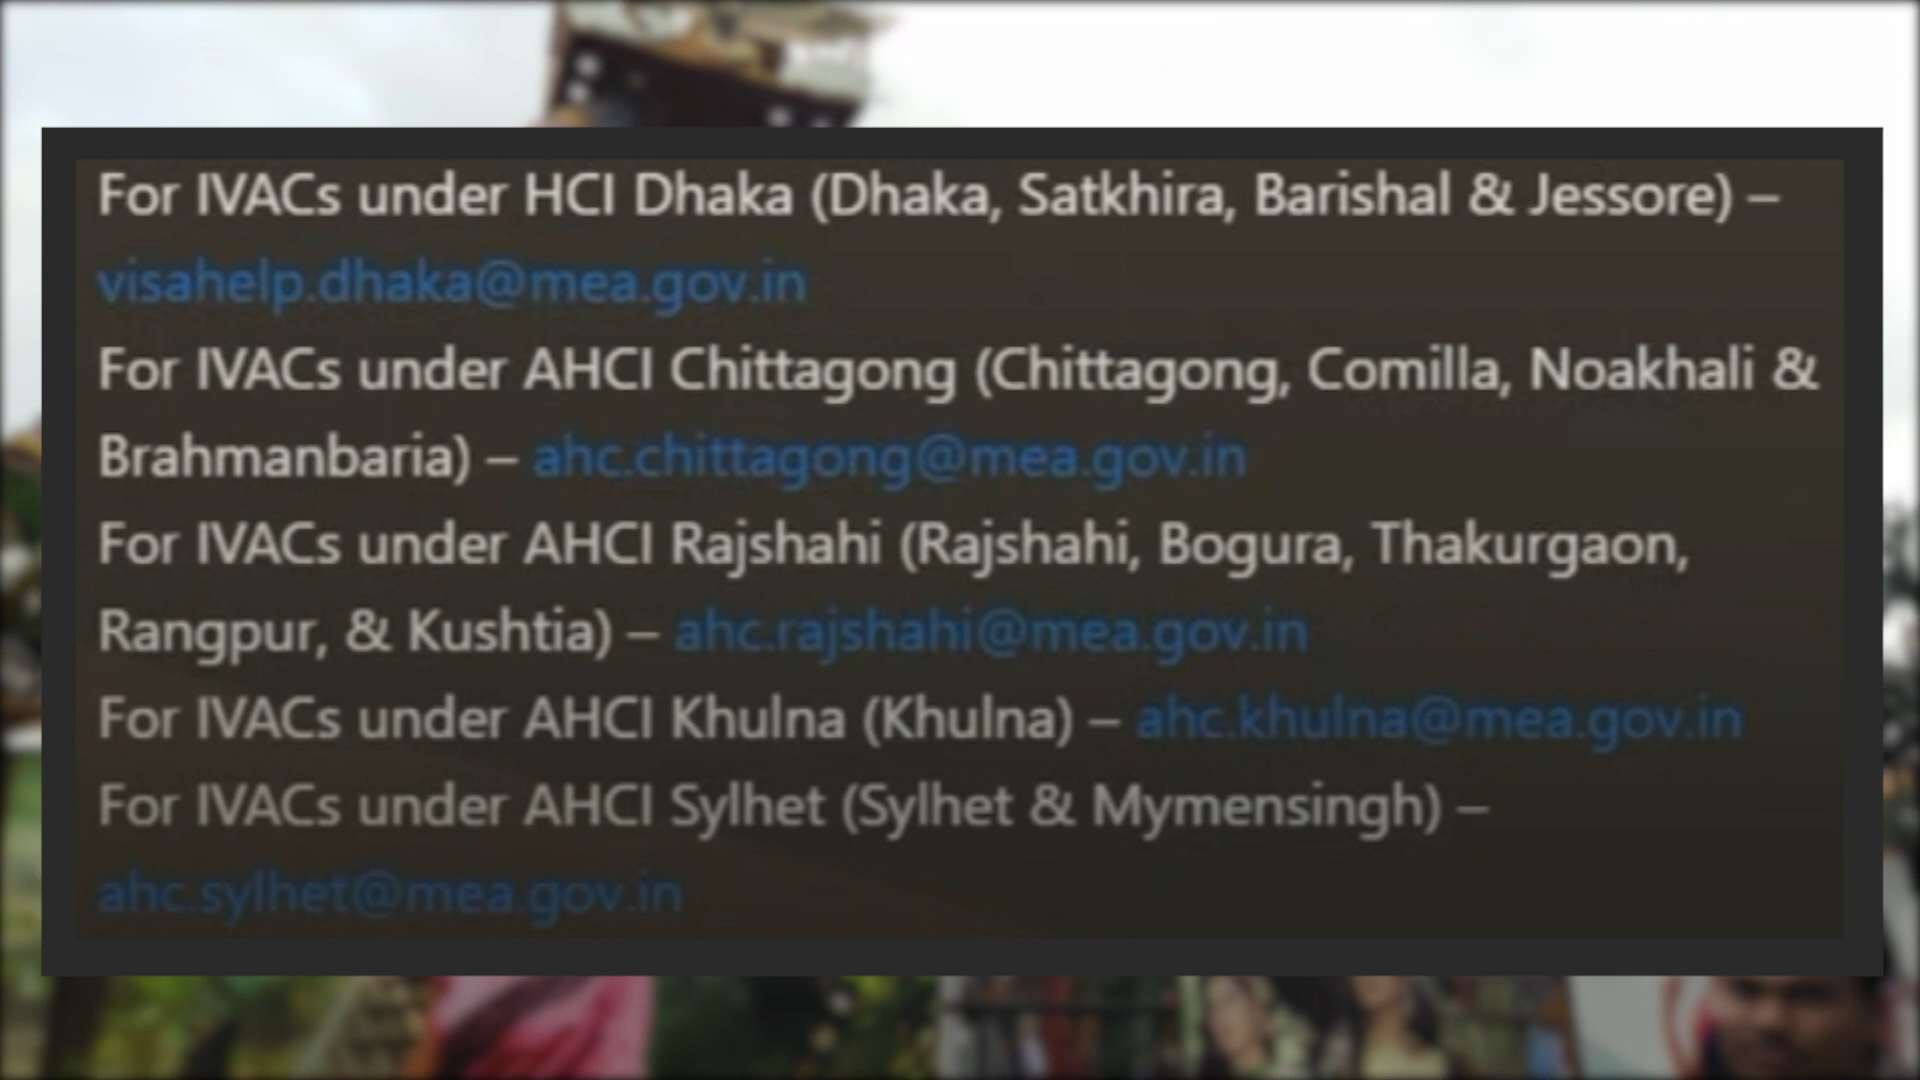 For IVACs under HCI Dhaka (Dhaka, Satkhira, Barishal & Jessore) –
visahelp.dhaka@mea.gov.in
For IVACs under AHCI Chittagong (Chittagong, Comilla, Noakhali &
Brahmanbaria) – ahc.chittagong@mea.gov.in
For IVACs under AHCI Rajshahi (Rajshahi, Bogura, Thakurgaon,
Rangpur, & Kushtia) – ahc.rajshahi@mea.gov.in
For IVACs under AHCI Khulna (Khulna) – ahc.khulna@mea.gov.in
For IVACs under AHCI Sylhet (Sylhet & Mymensingh) –
ahc.sylhet@mea.gov.in